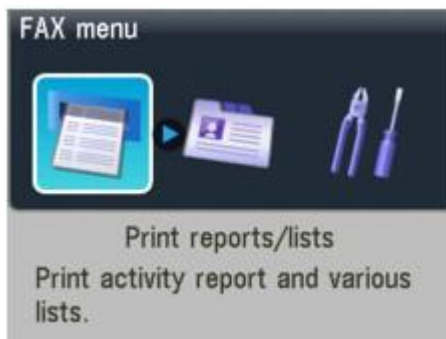 FAX menu
Print reports/lists
Print activity report and various
lists.